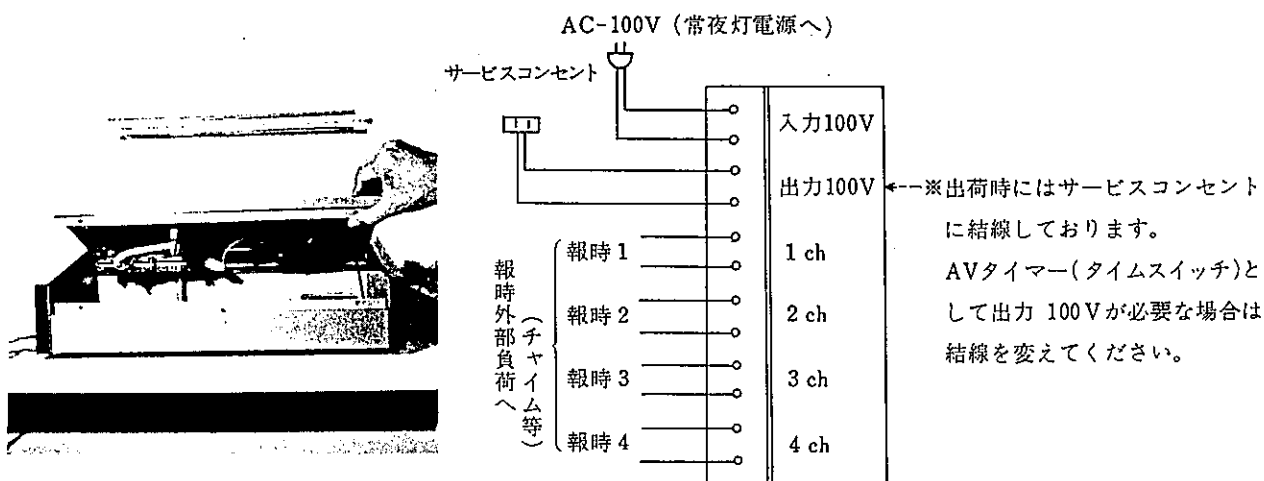 AC-100V (常夜灯電源へ)
サービスコンセント
入力100V
出力100V
※出荷時にはサービスコンセント
に結線しております。
AVタイマー(タイムスイッチ)と
して出力 100Vが必要な場合は
結線を変えてください。
報時外部負荷へ
(チャイム等)
報時1
1 ch
報時2
2 ch
報時3
3 ch
報時4
4 ch